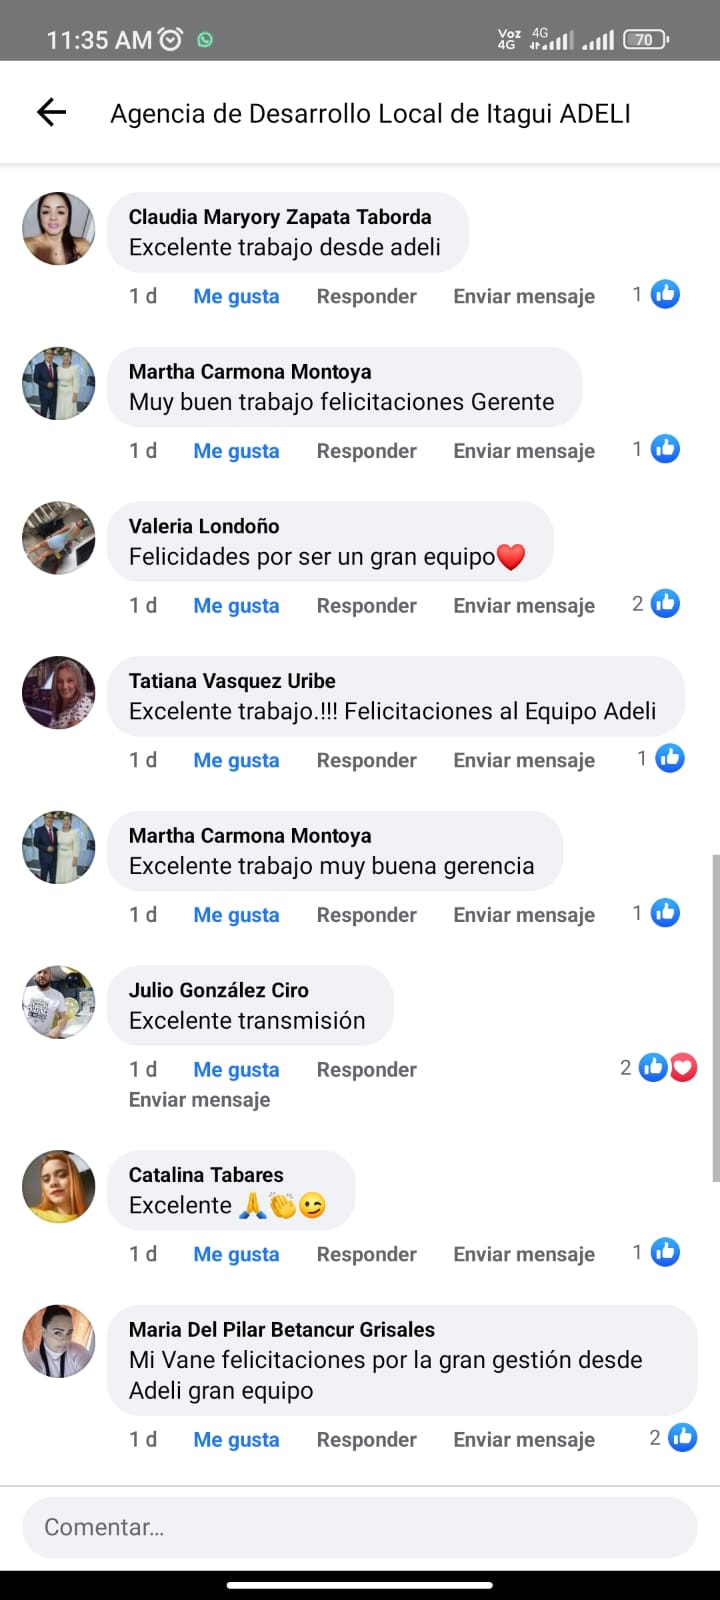 11:35 AM
Voz 4G
4G
70
Agencia de Desarrollo Local de Itagui ADELI
Claudia Maryory Zapata Taborda
Excelente trabajo desde adeli
1 d Me gusta Responder Enviar mensaje 1
Martha Carmona Montoya
Muy buen trabajo felicitaciones Gerente
1 d Me gusta Responder Enviar mensaje 1
Valeria Londoño
Felicidades por ser un gran equipo❤️
1 d Me gusta Responder Enviar mensaje 2
Tatiana Vasquez Uribe
Excelente trabajo.!!! Felicitaciones al Equipo Adeli
1 d Me gusta Responder Enviar mensaje 1
Martha Carmona Montoya
Excelente trabajo muy buena gerencia
1 d Me gusta Responder Enviar mensaje 1
Julio González Ciro
Excelente transmisión
1 d Me gusta Responder 2
Enviar mensaje
Catalina Tabares
Excelente 🙏👏😉
1 d Me gusta Responder Enviar mensaje 1
Maria Del Pilar Betancur Grisales
Mi Vane felicitaciones por la gran gestión desde
Adeli gran equipo
1 d Me gusta Responder Enviar mensaje 2
Comentar...